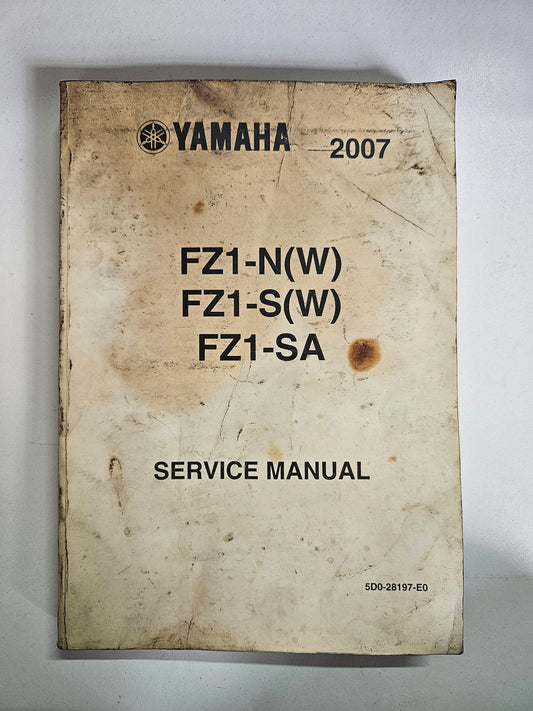 YAMAHA 2007
FZ1-N(W)
FZ1-S(W)
FZ1-SA
SERVICE MANUAL
5D0-28197-E0